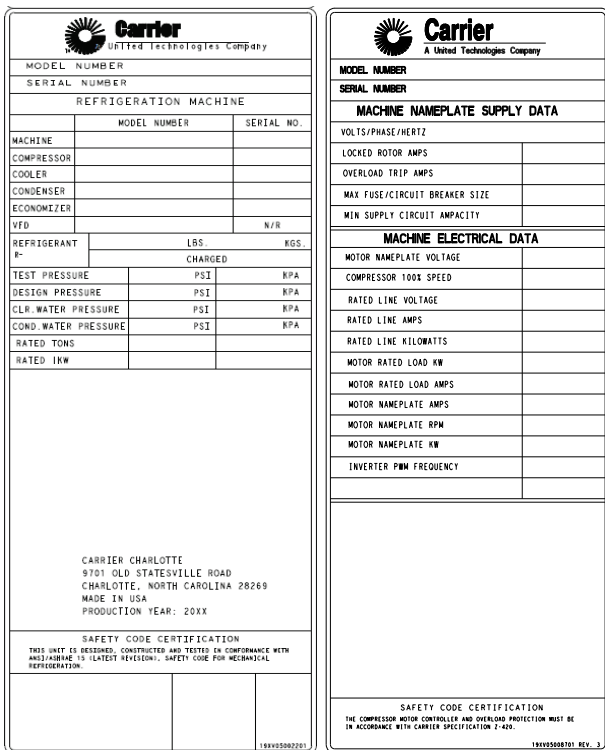 Carrier
A United Technologies Company
MODEL NUMBER
SERIAL NUMBER
REFRIGERATION MACHINE
MODEL NUMBER SERIAL NO.
MACHINE
COMPRESSOR
COOLER
CONDENSER
ECONOMIZER
VFD N/R
REFRIGERANT LBS. KGS.
R- CHARGED
TEST PRESSURE PSI KPA
DESIGN PRESSURE PSI KPA
CLR.WATER PRESSURE PSI KPA
COND.WATER PRESSURE PSI KPA
RATED TONS
RATED IKW
CARRIER CHARLOTTE
9701 OLD STATESVILLE ROAD
CHARLOTTE, NORTH CAROLINA 28269
MADE IN USA
PRODUCTION YEAR: 20XX
SAFETY CODE CERTIFICATION
THIS UNIT IS DESIGNED, CONSTRUCTED AND TESTED IN CONFORMANCE WITH
ANSI/ASHRAE 15 (LATEST REVISION), SAFETY CODE FOR MECHANICAL
REFRIGERATION.
19XV05002201
Carrier
A United Technologies Company
MODEL NUMBER
SERIAL NUMBER
MACHINE NAMEPLATE SUPPLY DATA
VOLTS/PHASE/HERTZ
LOCKED ROTOR AMPS
OVERLOAD TRIP AMPS
MAX FUSE/CIRCUIT BREAKER SIZE
MIN SUPPLY CIRCUIT AMPACITY
MACHINE ELECTRICAL DATA
MOTOR NAMEPLATE VOLTAGE
COMPRESSOR 100% SPEED
RATED LINE VOLTAGE
RATED LINE AMPS
RATED LINE KILOWATTS
MOTOR RATED LOAD KW
MOTOR RATED LOAD AMPS
MOTOR NAMEPLATE AMPS
MOTOR NAMEPLATE RPM
MOTOR NAMEPLATE KW
INVERTER PWM FREQUENCY
SAFETY CODE CERTIFICATION
THE COMPRESSOR MOTOR CONTROLLER AND OVERLOAD PROTECTION MUST BE
IN ACCORDANCE WITH CARRIER SPECIFICATION Z-420.
19XV05008701 REV. 3